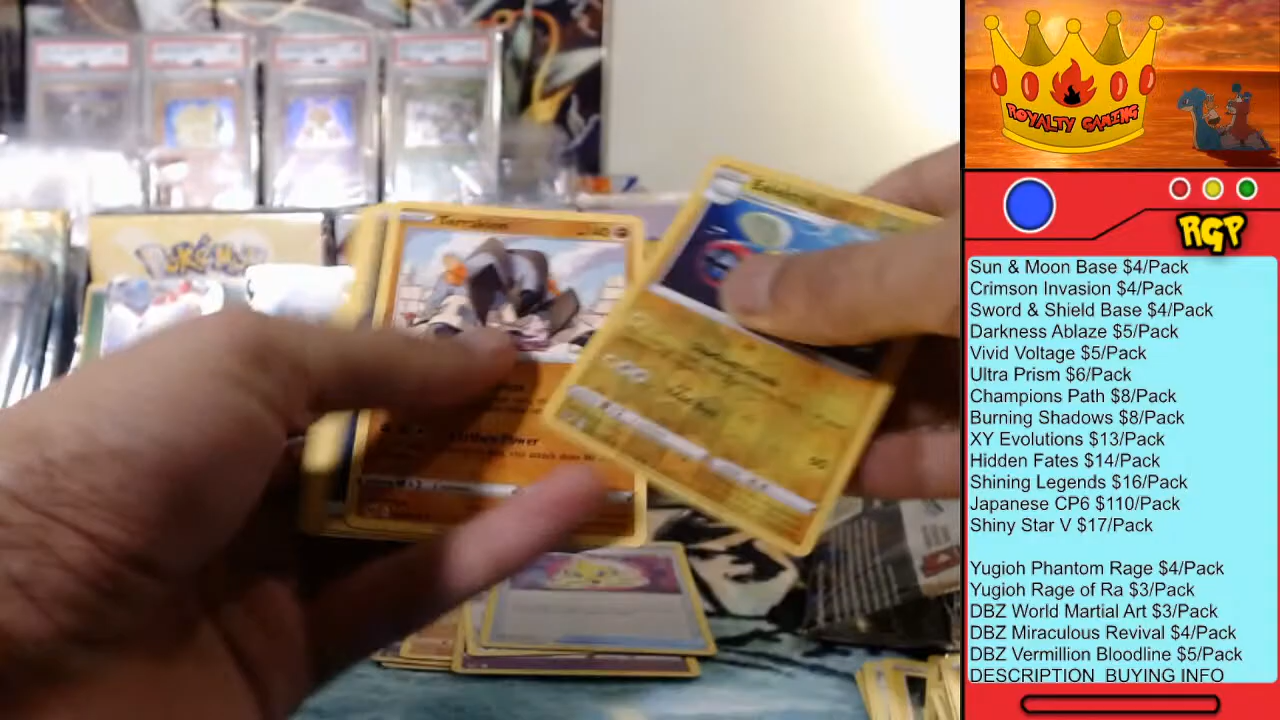 Pokémon
Terrakion
ROYALTY GAMING
RGP
Sun & Moon Base $4/Pack
Crimson Invasion $4/Pack
Sword & Shield Base $4/Pack
Darkness Ablaze $5/Pack
Vivid Voltage $5/Pack
Ultra Prism $6/Pack
Champions Path $8/Pack
Burning Shadows $8/Pack
XY Evolutions $13/Pack
Hidden Fates $14/Pack
Shining Legends $16/Pack
Japanese CP6 $110/Pack
Shiny Star V $17/Pack
Yugioh Phantom Rage $4/Pack
Yugioh Rage of Ra $3/Pack
DBZ World Martial Art $3/Pack
DBZ Miraculous Revival $4/Pack
DBZ Vermillion Bloodline $5/Pack
DESCRIPTION BUYING INFO